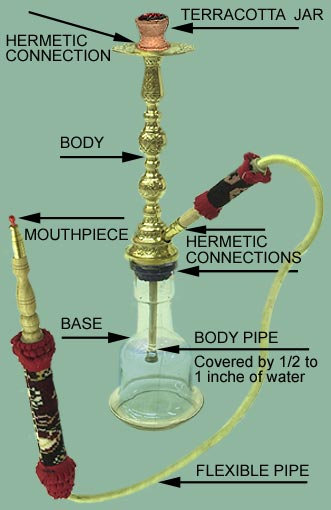 TERRACOTTA JAR
HERMETIC
CONNECTION
BODY
MOUTHPIECE
HERMETIC
CONNECTIONS
BASE
BODY PIPE
Covered by 1/2 to
1 inche of water
FLEXIBLE PIPE